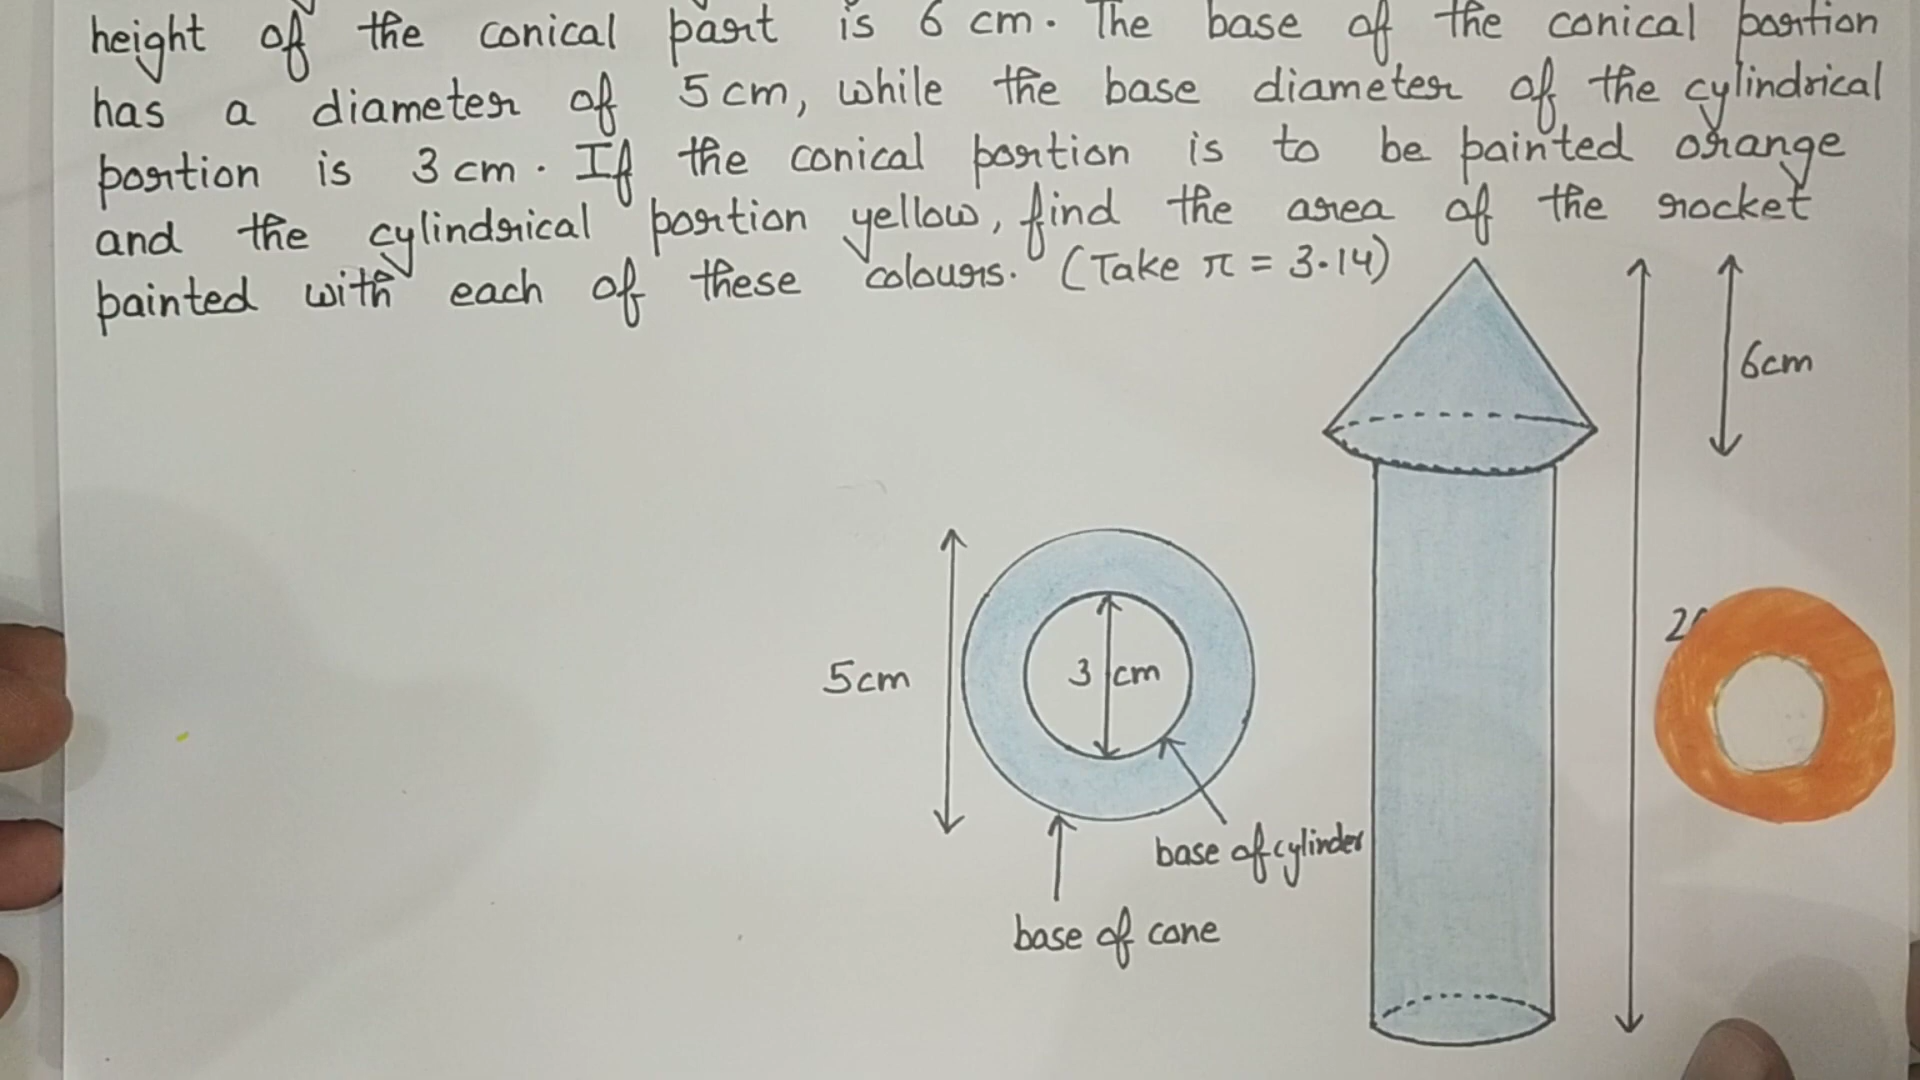 height of the conical part is 6 cm. The base of the conical portion
has a diameter of 5cm, while the base diameter of the cylindrical
portion is 3 cm. If the conical portion is to be painted orange
and the cylindrical portion yellow, find the area of the rocket
painted with each of these colours. (Take π = 3.14)
6cm
5cm
3 cm
base of cylinder
base of cone